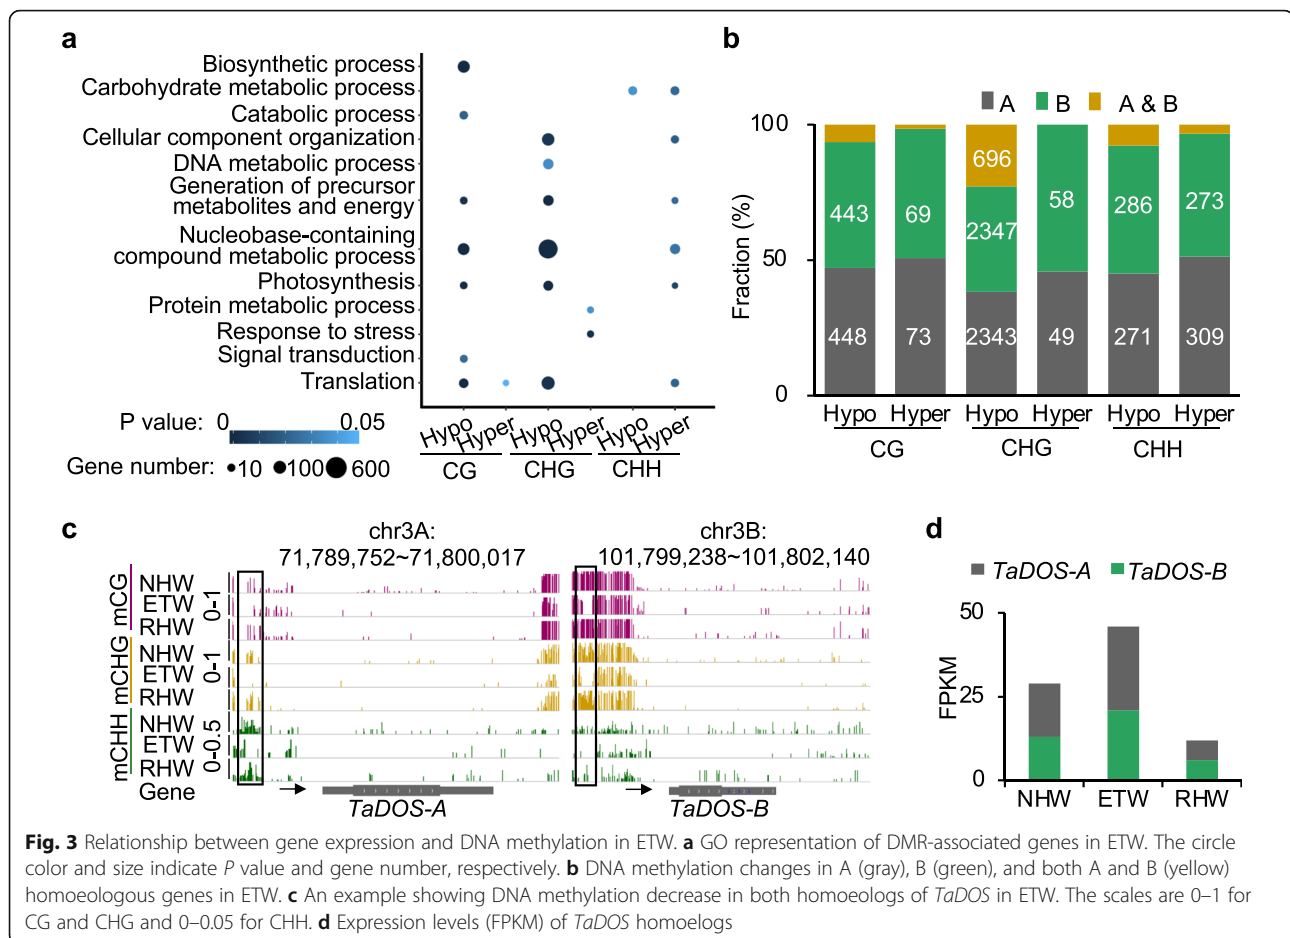 a
Biosynthetic process
Carbohydrate metabolic process
Catabolic process
Cellular component organization
DNA metabolic process
Generation of precursor
metabolites and energy
Nucleobase-containing
compound metabolic process
Photosynthesis
Protein metabolic process
Response to stress
Signal transduction
Translation
P value: 0 0.05
Gene number: 10 100 600
Hypo Hyper Hypo Hyper Hypo Hyper
CG CHG CHH
b
A B A & B
Fraction (%)
100
50
0
696
443 69 2347 58 286 273
448 73 2343 49 271 309
Hypo Hyper Hypo Hyper Hypo Hyper
CG CHG CHH
c
chr3A: chr3B:
71,789,752~71,800,017 101,799,238~101,802,140
mCG
NHW
ETW
RHW
0-1
mCHG
NHW
ETW
RHW
0-1
mCHH
NHW
ETW
RHW
0-0.5
Gene
TaDOS-A TaDOS-B
d
TaDOS-A TaDOS-B
FPKM
50
25
0
NHW ETW RHW
Fig. 3 Relationship between gene expression and DNA methylation in ETW. a GO representation of DMR-associated genes in ETW. The circle
color and size indicate P value and gene number, respectively. b DNA methylation changes in A (gray), B (green), and both A and B (yellow)
homoeologous genes in ETW. c An example showing DNA methylation decrease in both homoeologs of TaDOS in ETW. The scales are 0–1 for
CG and CHG and 0–0.05 for CHH. d Expression levels (FPKM) of TaDOS homoelogs